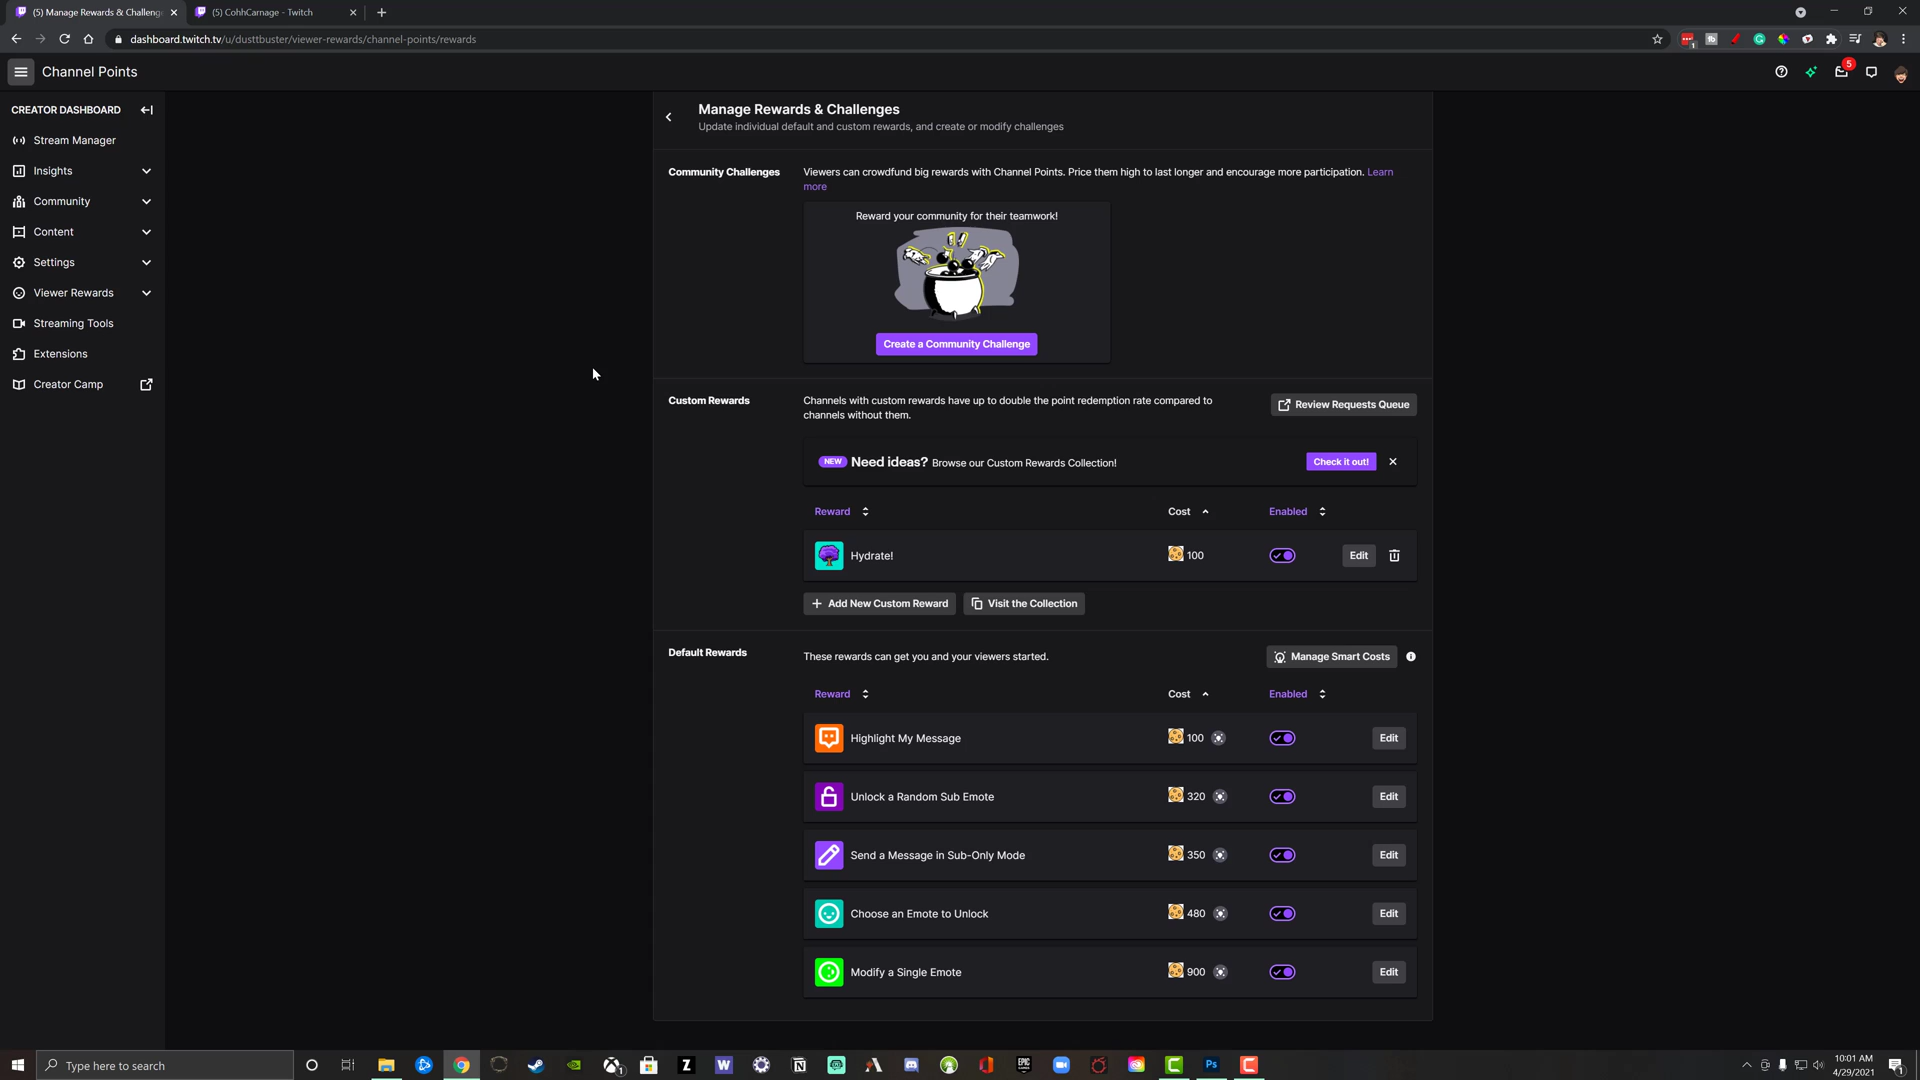 (5) Manage Rewards & Challenge
(5) CohhCarnage - Twitch
dashboard.twitch.tv/u/dusttbuster/viewer-rewards/channel-points/rewards
1
Channel Points
5
CREATOR DASHBOARD
Stream Manager
Insights
Community
Content
Settings
Viewer Rewards
Streaming Tools
Extensions
Creator Camp
Manage Rewards & Challenges
Update individual default and custom rewards, and create or modify challenges
Community Challenges
Viewers can crowdfund big rewards with Channel Points. Price them high to last longer and encourage more participation. Learn
more
Reward your community for their teamwork!
Create a Community Challenge
Custom Rewards
Channels with custom rewards have up to double the point redemption rate compared to
channels without them.
Review Requests Queue
NEW Need ideas? Browse our Custom Rewards Collection!
Check it out!
Reward Cost Enabled
Hydrate! 100 Edit
Add New Custom Reward
Visit the Collection
Default Rewards
These rewards can get you and your viewers started.
Manage Smart Costs
Reward Cost Enabled
Highlight My Message 100 Edit
Unlock a Random Sub Emote 320 Edit
Send a Message in Sub-Only Mode 350 Edit
Choose an Emote to Unlock 480 Edit
Modify a Single Emote 900 Edit
Type here to search
10:01 AM
4/29/2021